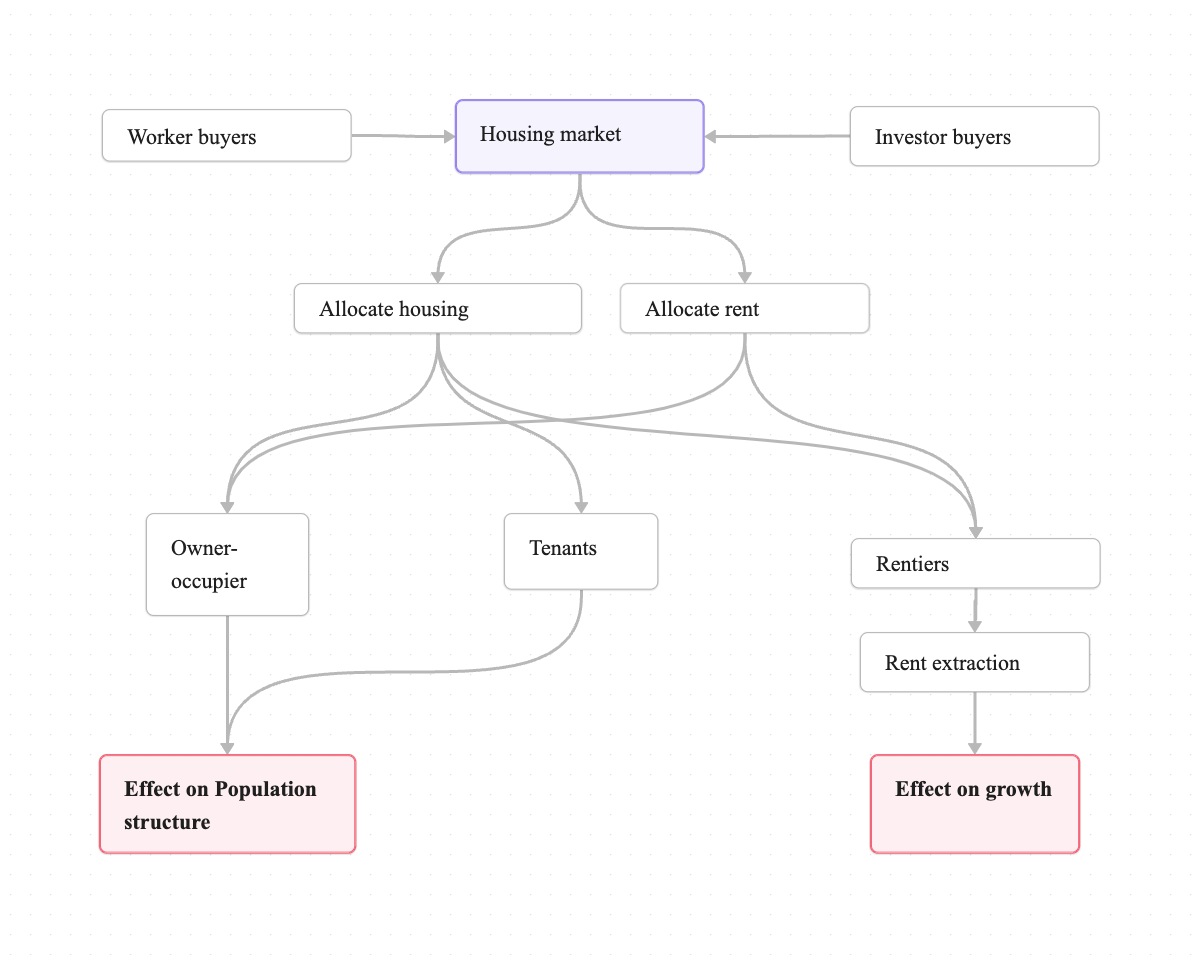 Worker buyers
Housing market
Investor buyers
Allocate housing
Allocate rent
Owner-
occupier
Tenants
Rentiers
Rent extraction
Effect on Population
structure
Effect on growth